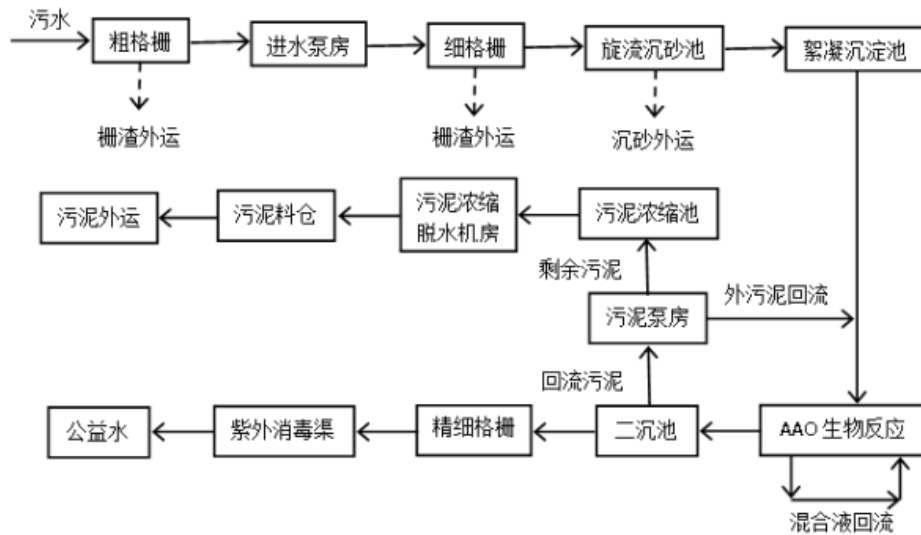 污水
粗格栅
进水泵房
细格栅
旋流沉砂池
絮凝沉淀池
栅渣外运
栅渣外运
沉砂外运
污泥外运
污泥料仓
污泥浓缩
脱水机房
污泥浓缩池
剩余污泥
外污泥回流
污泥泵房
回流污泥
公益水
紫外消毒渠
精细格栅
二沉池
AAO 生物反应
混合液回流